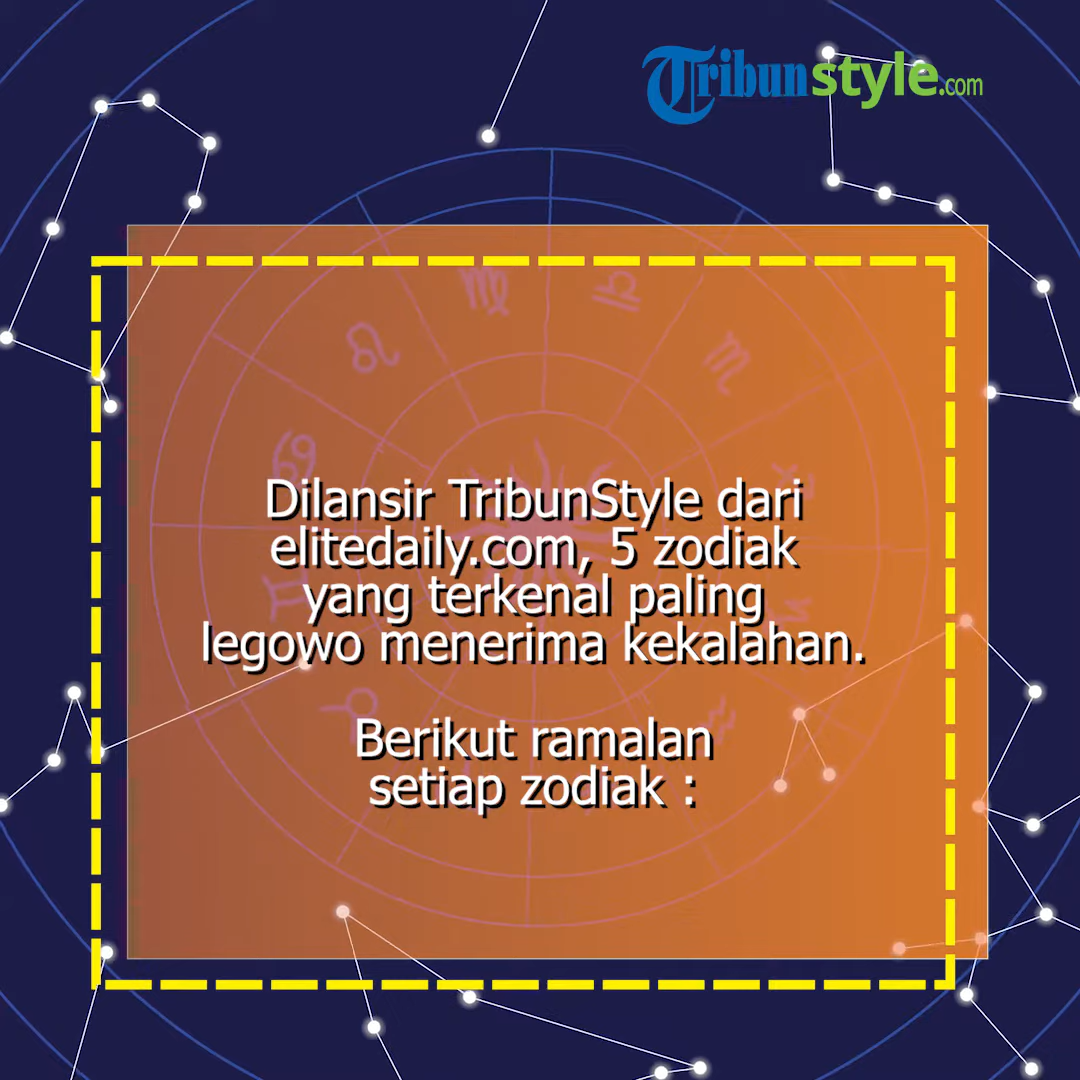 Tribunstyle.com
Dilansir TribunStyle dari
elitedaily.com, 5 zodiak
yang terkenal paling
legowo menerima kekalahan.
Berikut ramalan
setiap zodiak :